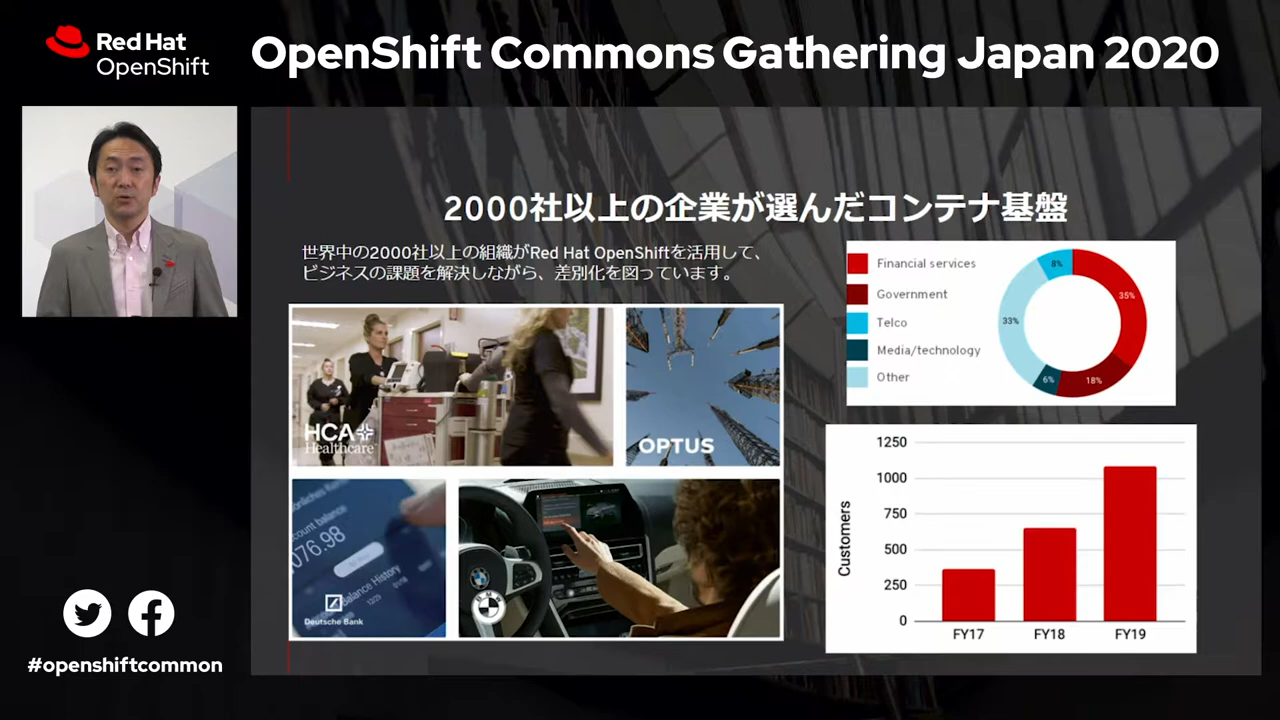 Red Hat
OpenShift
OpenShift Commons Gathering Japan 2020
2000社以上の企業が選んだコンテナ基盤
世界中の2000社以上の組織がRed Hat OpenShiftを活用して、
ビジネスの課題を解決しながら、差別化を図っています。
HCA
Healthcare
OPTUS
count balance
076.98
Balance History
Deutsche Bank
BMW
Financial services
Government
Telco
Media/technology
Other
8%
35%
33%
6%
18%
Customers
1250
1000
750
500
250
0
FY17
FY18
FY19
#openshiftcommon